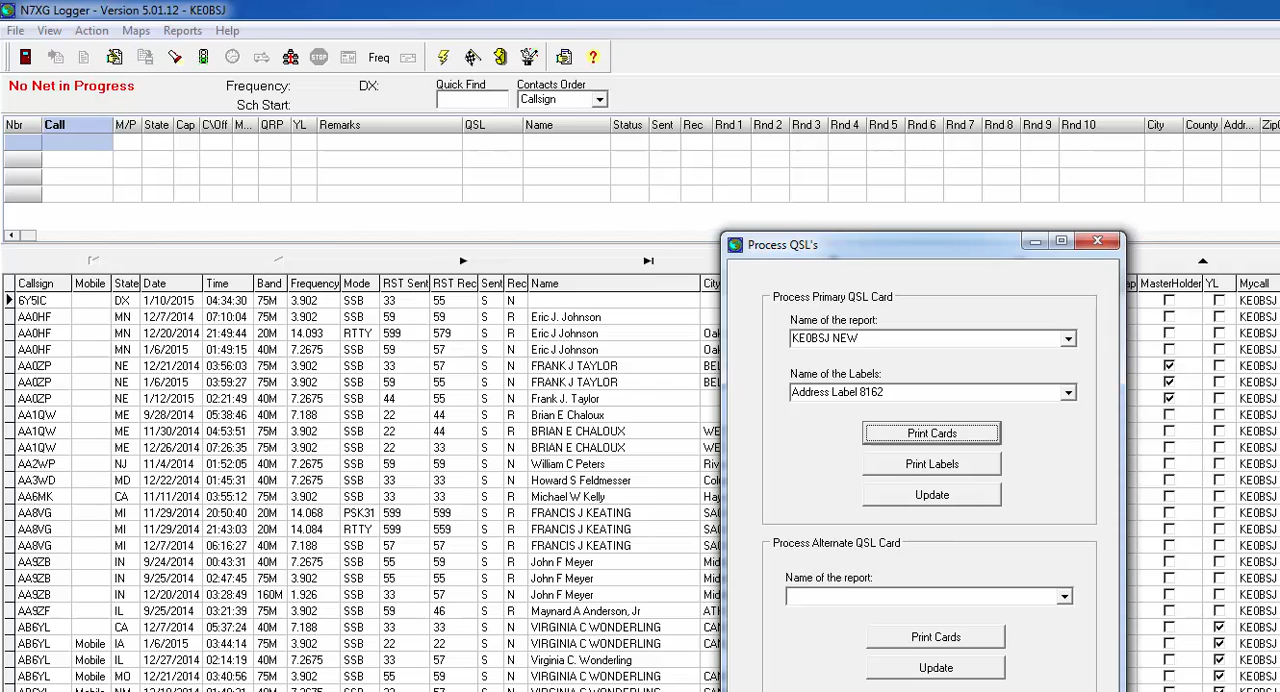 N7XG Logger - Version 5.01.12 - KE0BSJ
File View Action Maps Reports Help
STOP Freq ?
No Net in Progress Frequency: DX: Quick Find Contacts Order
Sch Start: Callsign
Nbr Call M/P State Cap C\Off M... QRP YL Remarks QSL Name Status Sent Rec Rnd 1 Rnd 2 Rnd 3 Rnd 4 Rnd 5 Rnd 6 Rnd 7 Rnd 8 Rnd 9 Rnd 10 City County Addr... ZipC
Callsign Mobile State Date Time Band Frequency Mode RST Sent RST Rec Sent Rec Name City MasterHolder YL Mycall
6Y5IC DX 1/10/2015 04:34:30 75M 3.902 SSB 33 55 S N KE0BSJ
AA0HF MN 12/7/2014 07:10:04 75M 3.902 SSB 59 59 S R Eric J. Johnson KE0BSJ
AA0HF MN 12/20/2014 21:49:44 20M 14.093 RTTY 599 579 S R Eric J Johnson Oa KE0BSJ
AA0HF MN 1/6/2015 01:49:15 40M 7.2675 SSB 59 57 S R Eric J Johnson KE0BSJ
AA0ZP NE 12/21/2014 03:56:03 75M 3.902 SSB 33 57 S R FRANK J TAYLOR BEL KE0BSJ
AA0ZP NE 1/6/2015 03:59:27 75M 3.902 SSB 59 57 S R FRANK J TAYLOR BEL KE0BSJ
AA0ZP NE 1/10/2015 02:21:49 40M 3.902 SSB 44 55 S R Frank J. Taylor KE0BSJ
AA1QW ME 9/28/2014 05:38:46 40M 7.188 SSB 22 44 S R Brian E Chaloux KE0BSJ
AA1QW ME 11/30/2014 04:53:51 75M 3.902 SSB 22 44 S R BRIAN E CHALOUX WE KE0BSJ
AA1QW ME 12/26/2014 07:26:35 75M 3.902 SSB 22 33 S R BRIAN E CHALOUX WE KE0BSJ
AA2WP NJ 11/4/2014 01:52:05 40M 7.2675 SSB 59 59 S R William C Peters Riv KE0BSJ
AA3WD MD 12/22/2014 01:45:31 40M 7.2675 SSB 33 33 S R Howard S Feldmesser Col KE0BSJ
AA6MK CA 11/11/2014 03:55:12 75M 3.902 SSB 33 33 S R Michael W Kelly Ha KE0BSJ
AA8VG MI 11/29/2014 20:50:40 20M 14.068 PSK31 599 599 S R FRANCIS J KEATING SAG KE0BSJ
AA8VG MI 11/29/2014 21:43:03 20M 14.084 RTTY 599 559 S R FRANCIS J KEATING SAG KE0BSJ
AA8VG MI 12/7/2014 06:16:27 40M 7.188 SSB 57 57 S R FRANCIS J KEATING SAG KE0BSJ
AA9ZB IN 9/24/2014 00:43:31 40M 7.2675 SSB 55 55 S R John F Meyer Mid KE0BSJ
AA9ZB IN 9/25/2014 02:47:45 75M 3.902 SSB 55 59 S R John F Meyer Mid KE0BSJ
AA9ZB IN 12/20/2014 03:28:49 160M 1.926 SSB 33 55 S N John F Meyer Mid KE0BSJ
AA9ZF IL 9/25/2014 03:21:39 75M 3.902 SSB 59 46 S R Maynard A Anderson, Jr ATH KE0BSJ
AB6YL CA 12/7/2014 05:37:24 40M 7.188 SSB 33 33 S N VIRGINIA C WONDERLING CAN KE0BSJ
AB6YL Mobile IA 1/6/2015 03:44:14 75M 3.902 SSB 22 22 S N VIRGINIA C WONDERLING CAN KE0BSJ
AB6YL Mobile IL 12/27/2014 02:14:19 40M 7.2675 SSB 33 57 S N Virginia C. Wonderling KE0BSJ
AB6YL Mobile MO 12/21/2014 03:40:56 75M 3.902 SSB 33 57 S N VIRGINIA C WONDERLING CAN KE0BSJ
Process QSL's
Process Primary QSL Card
Name of the report:
KE0BSJ NEW
Name of the Labels:
Address Label 8162
Print Cards
Print Labels
Update
Process Alternate QSL Card
Name of the report:
Print Cards
Update